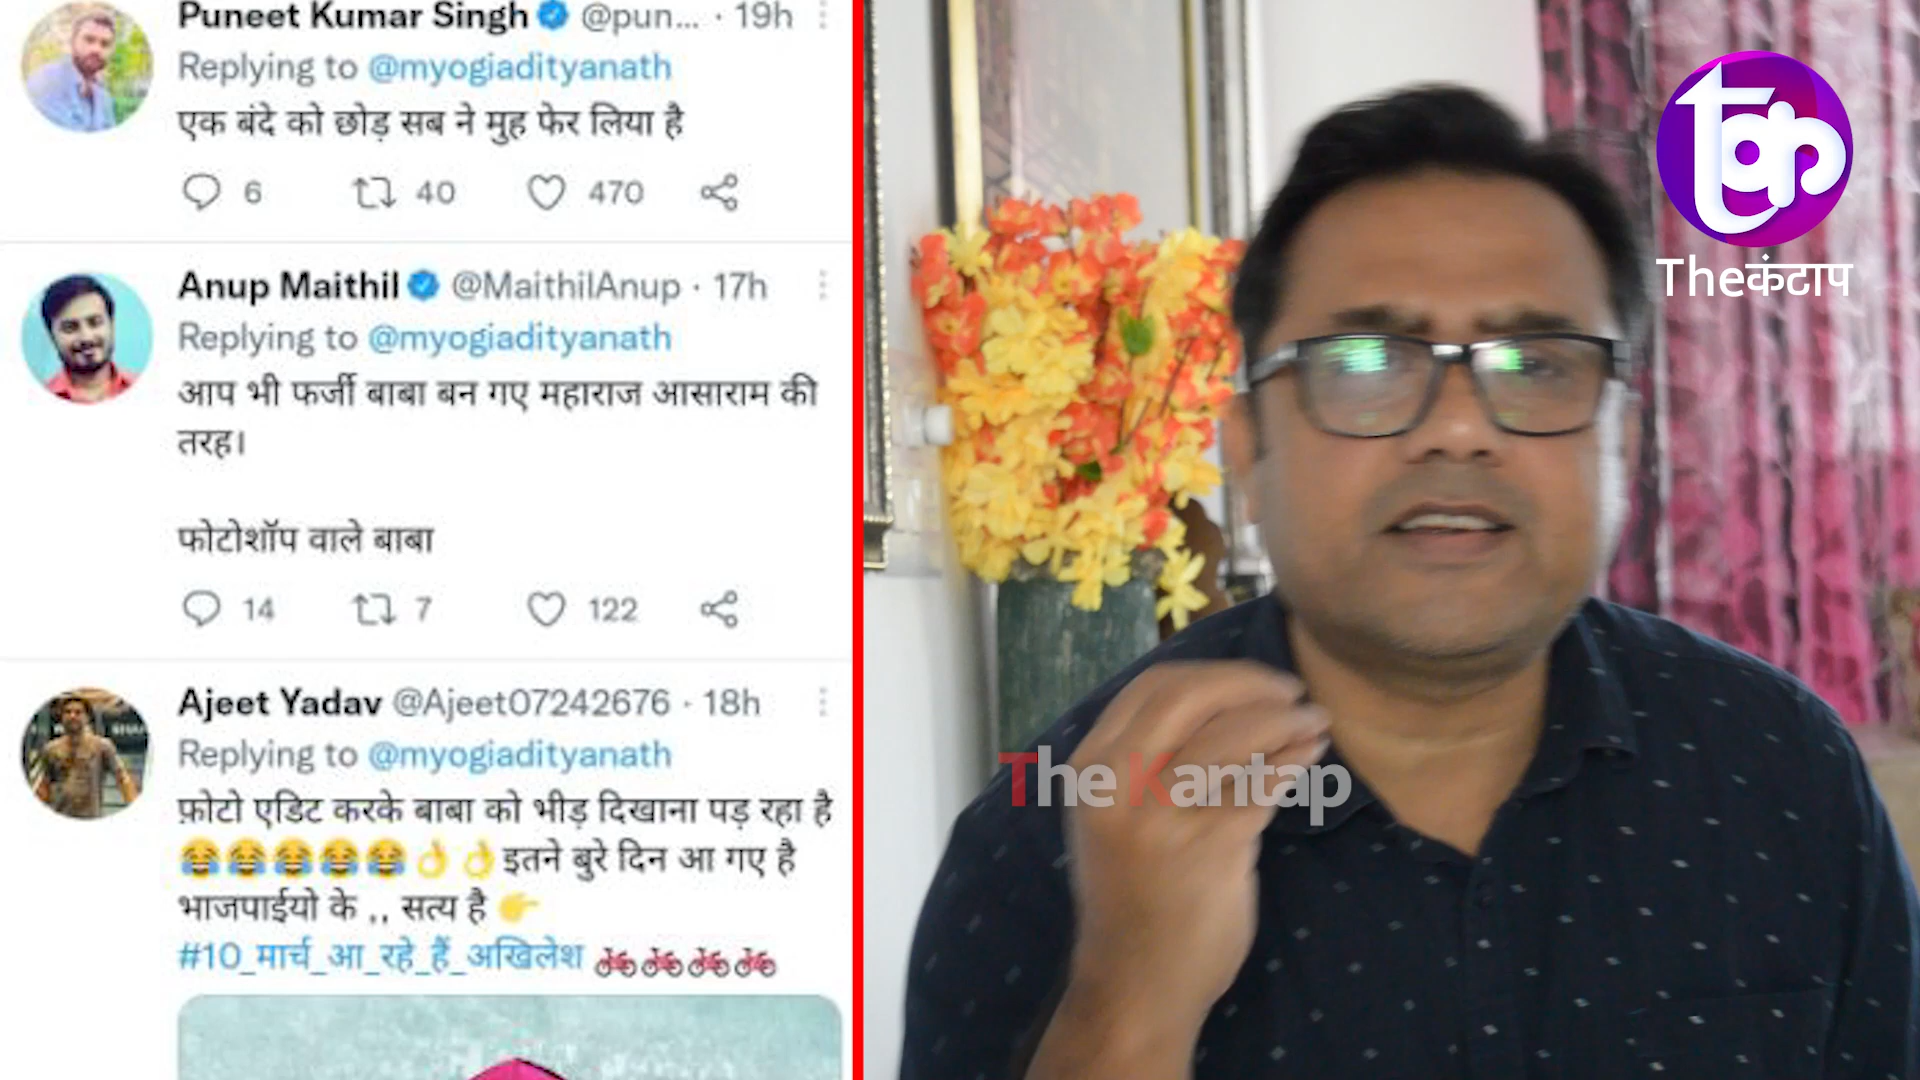 Puneet Kumar Singh @pun... · 19h
Replying to @myogiadityanath
एक बंदे को छोड़ सब ने मुह फेर लिया है
6 40 470
Anup Maithil @MaithilAnup · 17h
Replying to @myogiadityanath
आप भी फर्जी बाबा बन गए महाराज आसाराम की
तरह।
फोटोशॉप वाले बाबा
14 7 122
Ajeet Yadav @Ajeet07242676 · 18h
Replying to @myogiadityanath
फ़ोटो एडिट करके बाबा को भीड़ दिखाना पड़ रहा है
😂😂😂😂😂👌👌इतने बुरे दिन आ गए है
भाजपाईयो के ,, सत्य है 👉
#10_मार्च_आ_रहे_हैं_अखिलेश 🚲🚲🚲🚲
Theकंटाप
The Kantap